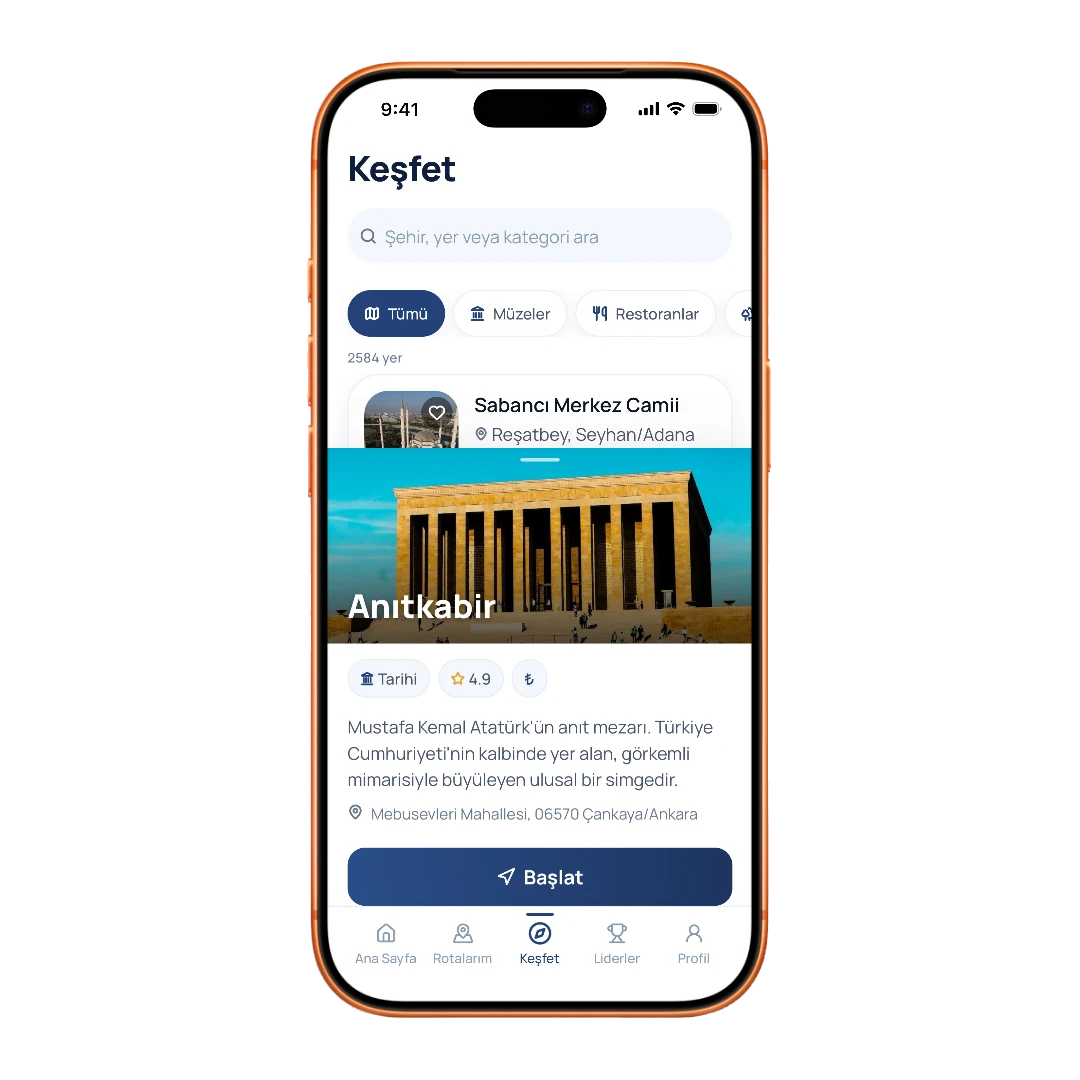 9:41
Keşfet
Şehir, yer veya kategori ara
Tümü
Müzeler
Restoranlar
2584 yer
Sabancı Merkez Camii
Reşatbey, Seyhan/Adana
Anıtkabir
Tarihi
4.9
₺
Mustafa Kemal Atatürk'ün anıt mezarı. Türkiye
Cumhuriyeti'nin kalbinde yer alan, görkemli
mimarisiyle büyüleyen ulusal bir simgedir.
Mebusevleri Mahallesi, 06570 Çankaya/Ankara
Başlat
Ana Sayfa
Rotalarım
Keşfet
Liderler
Profil